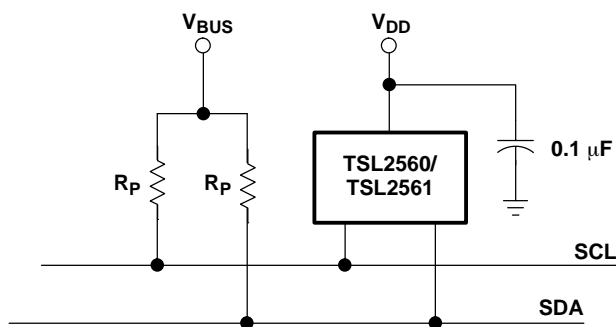 VBUS
VDD
TSL2560/
TSL2561
0.1 μF
RP
RP
SCL
SDA